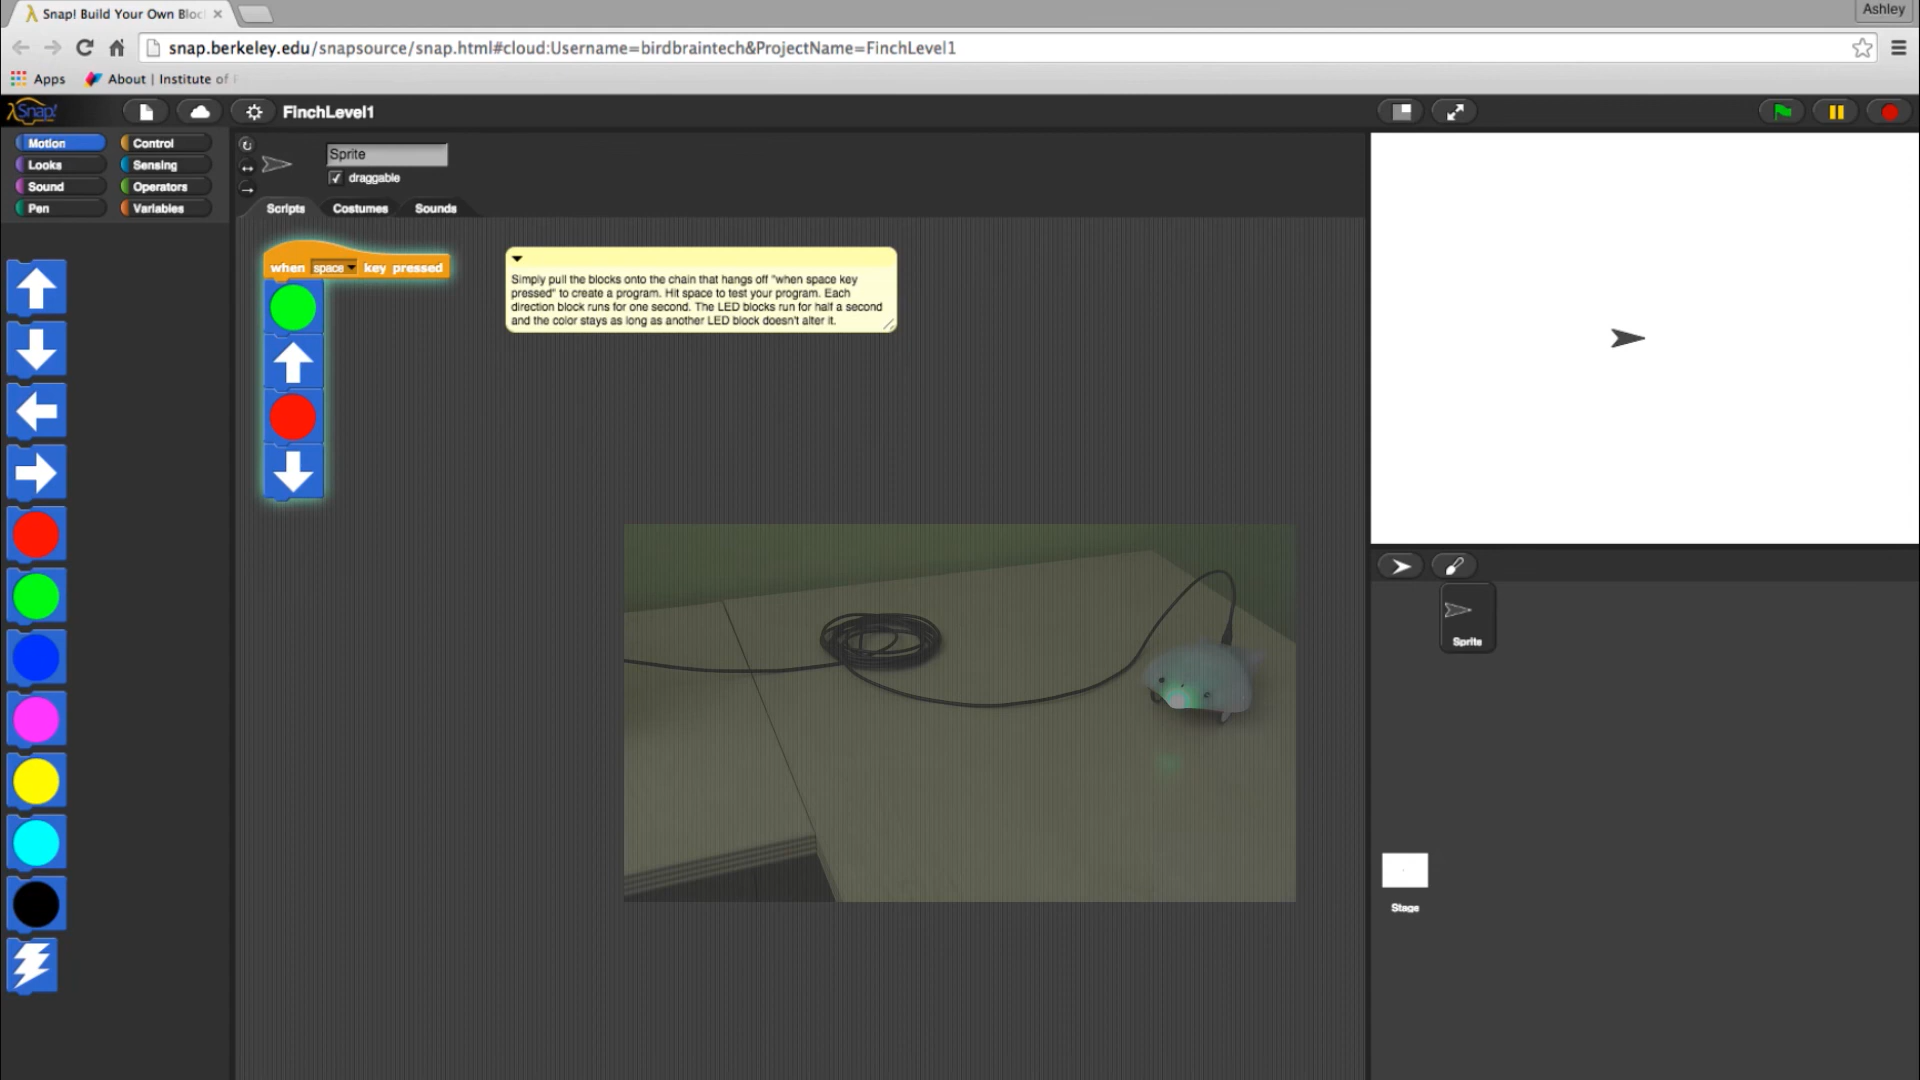 Snap! Build Your Own Bloc
Ashley
snap.berkeley.edu/snapsource/snap.html#cloud:Username=birdbraintech&ProjectName=FinchLevel1
Apps
About | Institute of
Snap!
FinchLevel1
Motion
Control
Looks
Sensing
Sound
Operators
Pen
Variables
Sprite
draggable
Scripts
Costumes
Sounds
when space key pressed
Simply pull the blocks onto the chain that hangs off "when space key
pressed" to create a program. Hit space to test your program. Each
direction block runs for one second. The LED blocks run for half a second
and the color stays as long as another LED block doesn't alter it.
Sprite
Stage